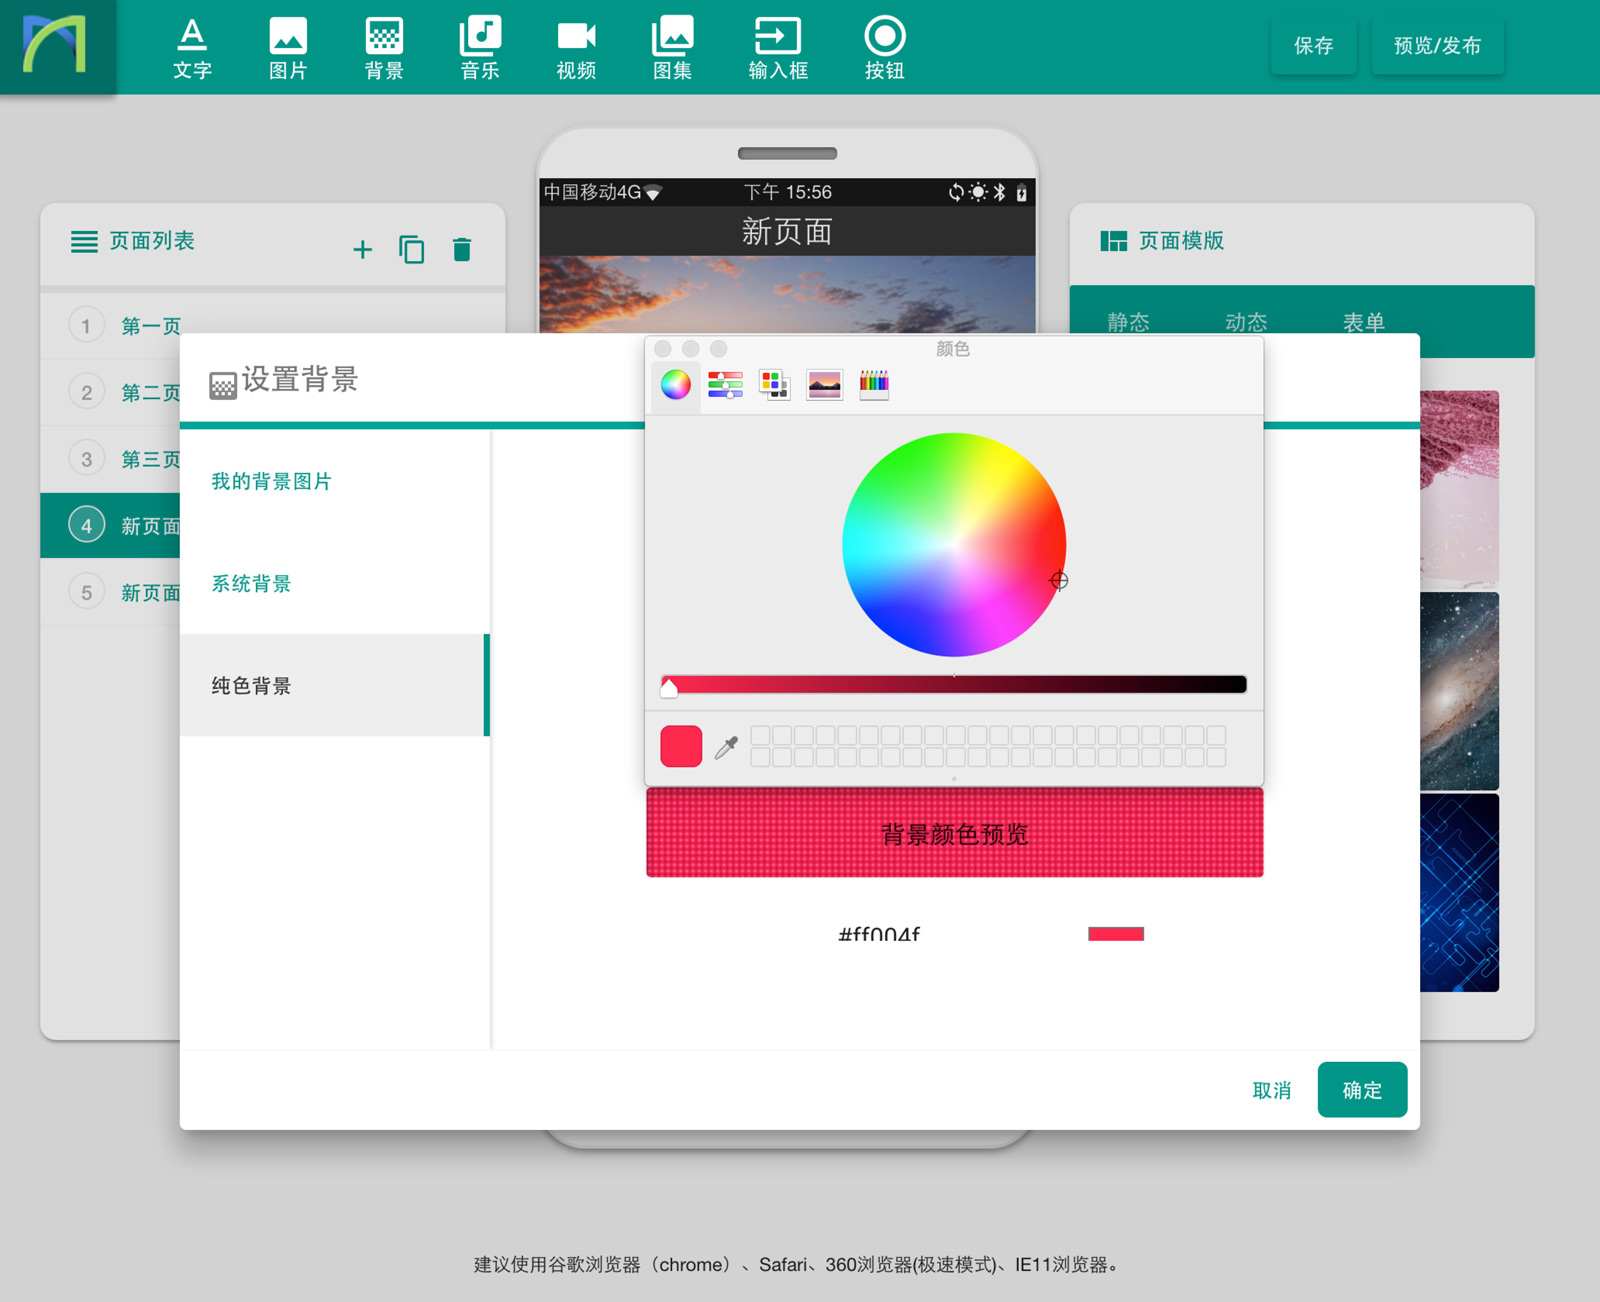 文字
图片
背景
音乐
视频
图集
输入框
按钮
保存
预览/发布
中国移动4G
下午 15:56
新页面
页面列表
1 第一页
2 第二页
3 第三页
4 新页面
5 新页面
页面模版
静态
动态
表单
设置背景
我的背景图片
系统背景
纯色背景
颜色
背景颜色预览
#ff004f
取消
确定
建议使用谷歌浏览器（chrome）、Safari、360浏览器(极速模式)、IE11浏览器。